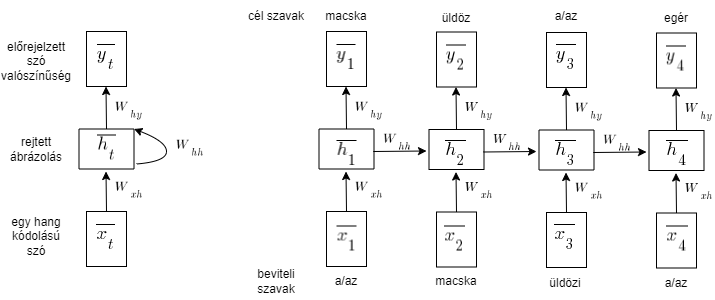 cél szavak macska üldöz a/az egér
előrejelzett
szó
valószínűség
y_t y_1 y_2 y_3 y_4
W_hy W_hy W_hy W_hy W_hy
rejtett
ábrázolás
h_t W_hh h_1 W_hh h_2 W_hh h_3 W_hh h_4
W_xh W_xh W_xh W_xh W_xh
egy hang
kódolású
szó
x_t x_1 x_2 x_3 x_4
beviteli
szavak
a/az macska üldözi a/az